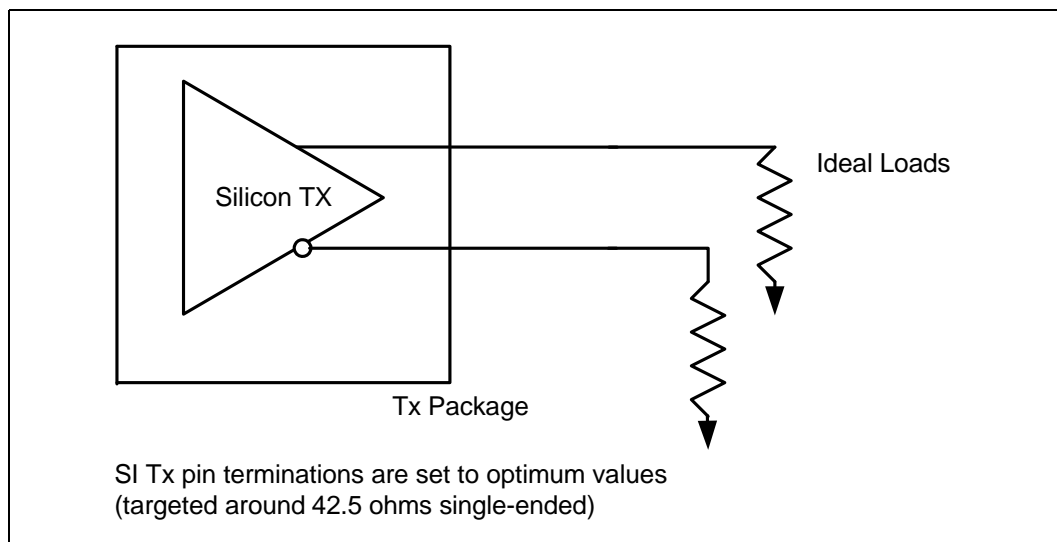 Ideal Loads
Silicon TX
Tx Package
SI Tx pin terminations are set to optimum values
(targeted around 42.5 ohms single-ended)